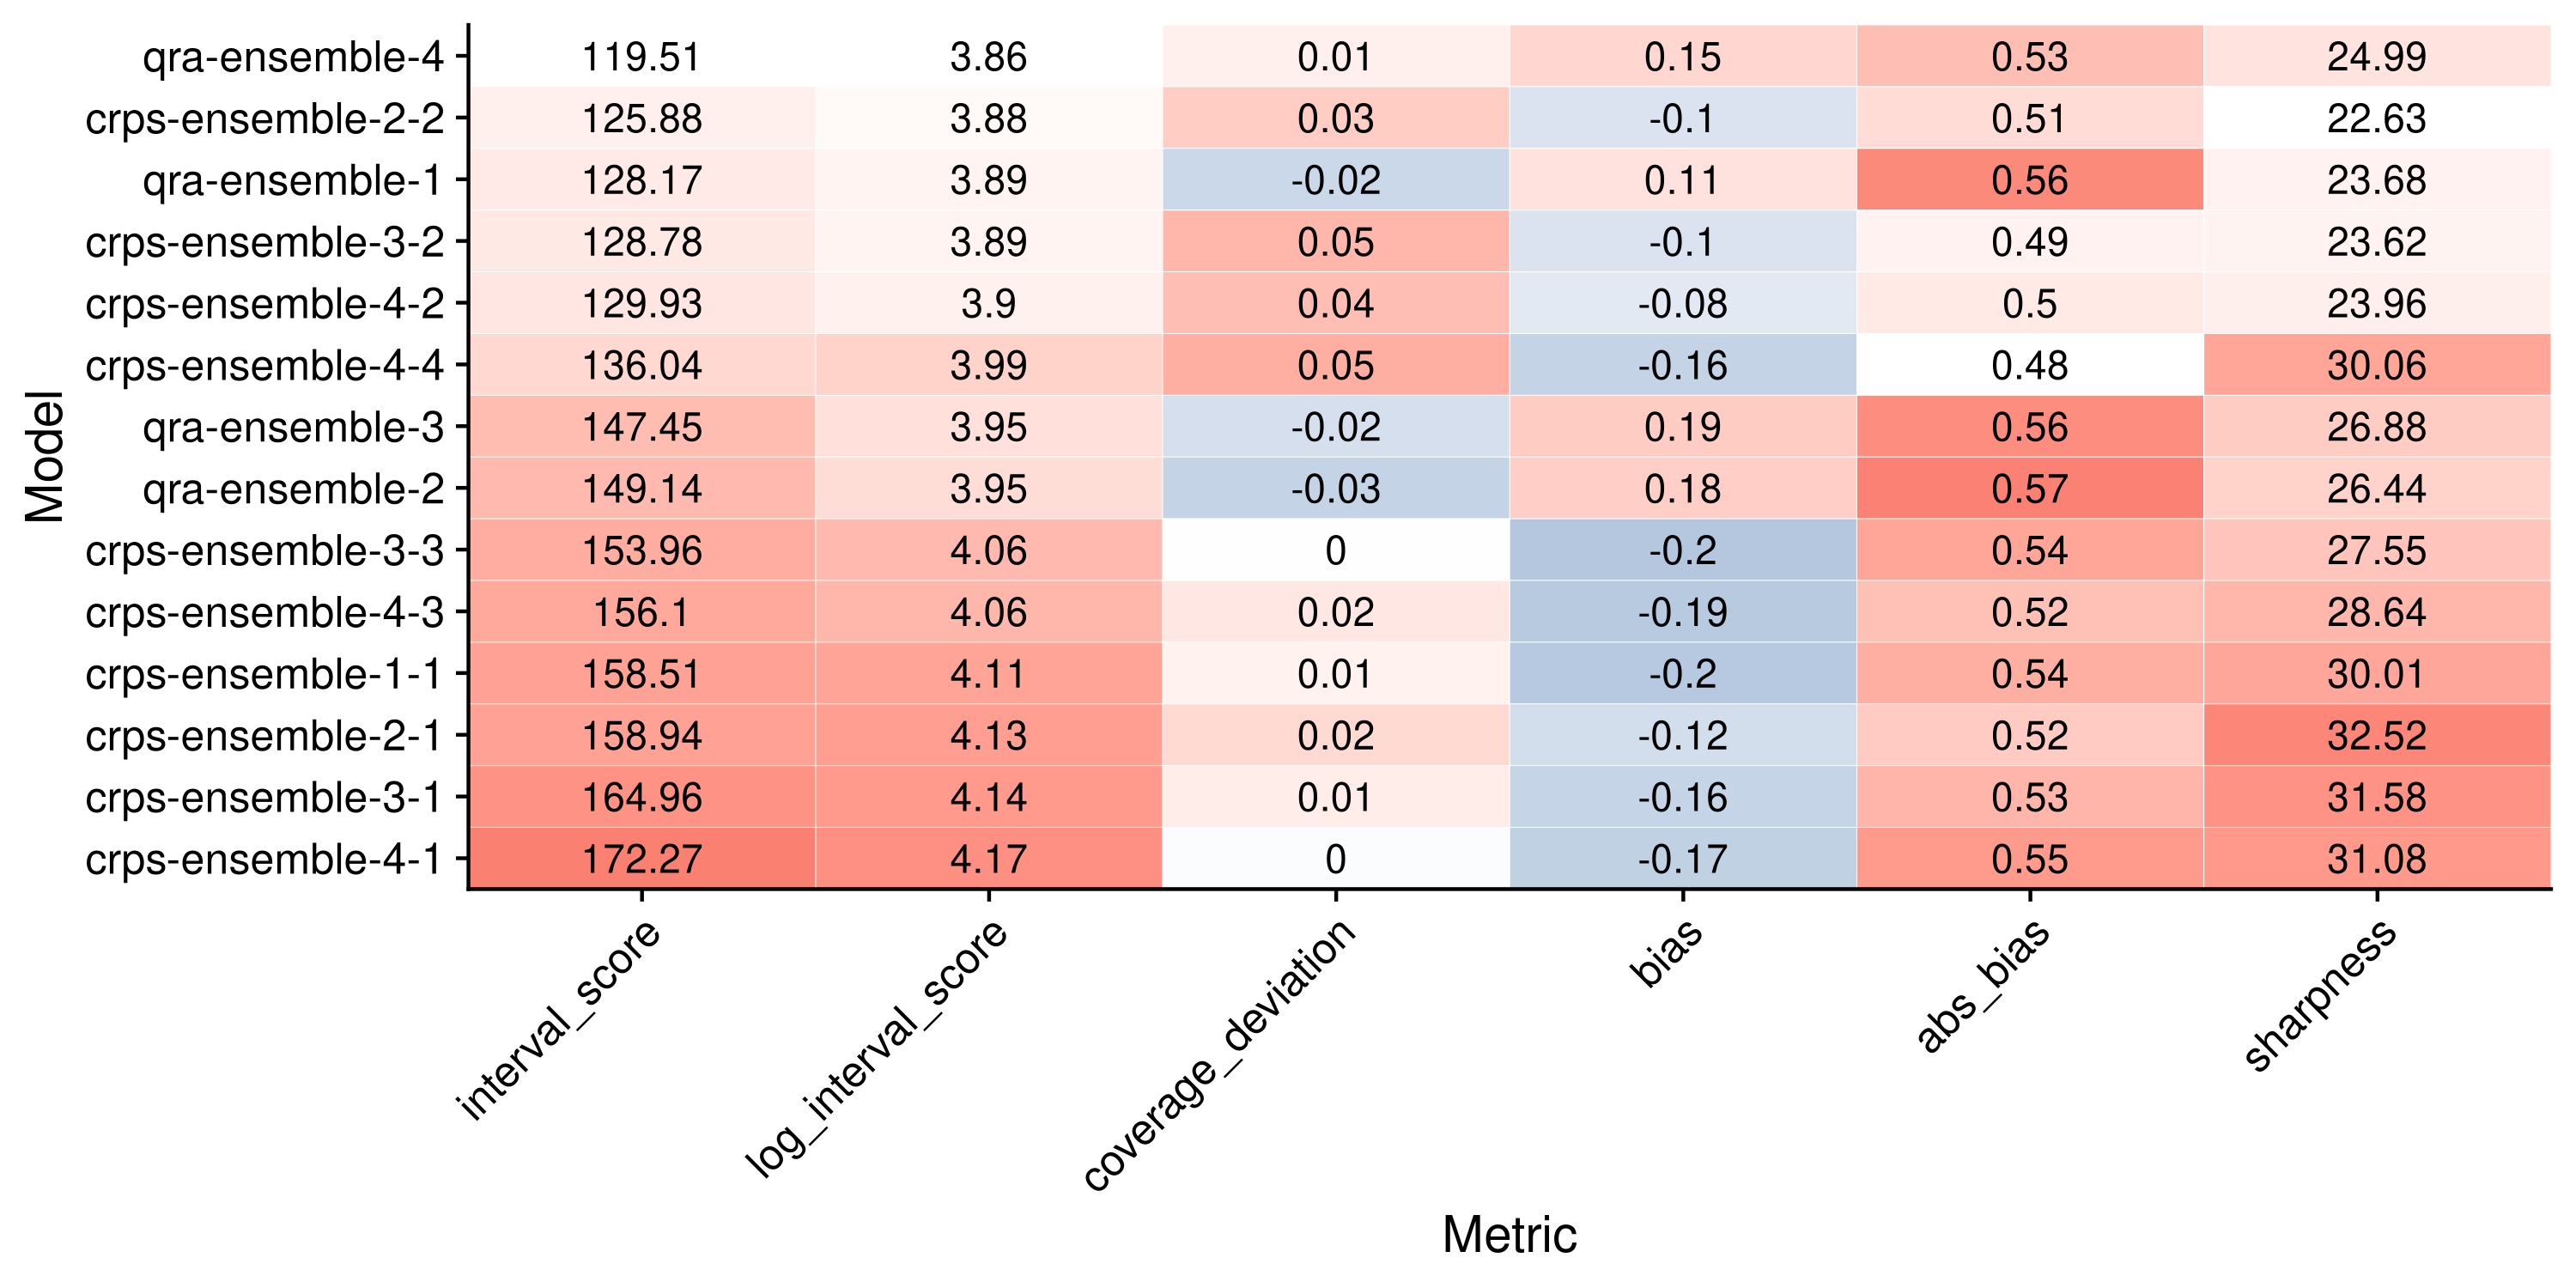 qra-ensemble-4 119.51 3.86 0.01 0.15 0.53 24.99
crps-ensemble-2-2 125.88 3.88 0.03 -0.1 0.51 22.63
qra-ensemble-1 128.17 3.89 -0.02 0.11 0.56 23.68
crps-ensemble-3-2 128.78 3.89 0.05 -0.1 0.49 23.62
crps-ensemble-4-2 129.93 3.9 0.04 -0.08 0.5 23.96
crps-ensemble-4-4 136.04 3.99 0.05 -0.16 0.48 30.06
qra-ensemble-3 147.45 3.95 -0.02 0.19 0.56 26.88
qra-ensemble-2 149.14 3.95 -0.03 0.18 0.57 26.44
crps-ensemble-3-3 153.96 4.06 0 -0.2 0.54 27.55
crps-ensemble-4-3 156.1 4.06 0.02 -0.19 0.52 28.64
crps-ensemble-1-1 158.51 4.11 0.01 -0.2 0.54 30.01
crps-ensemble-2-1 158.94 4.13 0.02 -0.12 0.52 32.52
crps-ensemble-3-1 164.96 4.14 0.01 -0.16 0.53 31.58
crps-ensemble-4-1 172.27 4.17 0 -0.17 0.55 31.08
Model
interval_score
log_interval_score
coverage_deviation
bias
abs_bias
sharpness
Metric